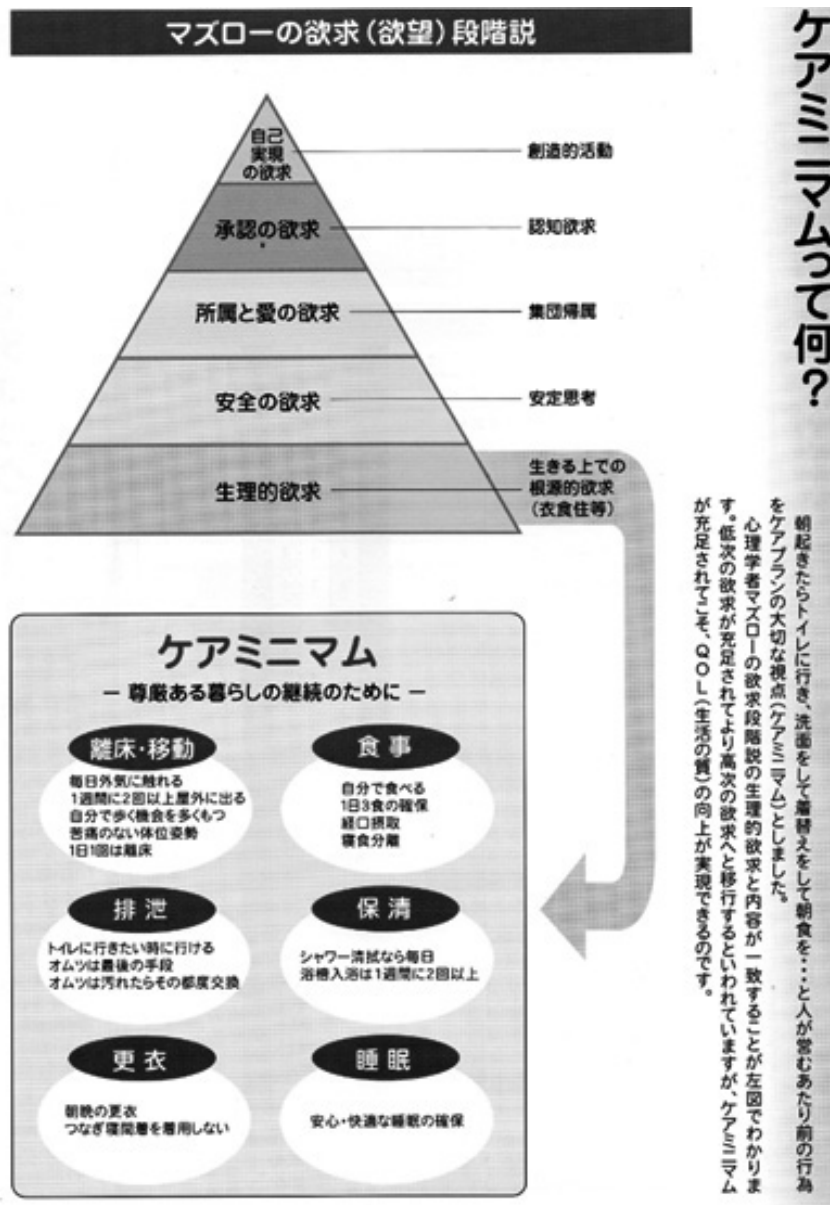 ケアミニマムって何？
朝起きたらトイレに行き、洗面をして着替えをして朝食を・・・と人が営むあたり前の行為
をケアプランの大切な視点(ケアミニマム)としました。
心理学者マズローの欲求段階説の生理的欲求と内容が一致することが左図でわかりま
す。低次の欲求が充足されてより高次の欲求へと移行するといわれていますが、ケアミニマム
が充足されてこそ、QOL(生活の質)の向上が実現できるのです。
マズローの欲求(欲望)段階説
自己
実現
の欲求
創造的活動
承認の欲求
認知欲求
所属と愛の欲求
集団帰属
安全の欲求
安定思考
生理的欲求
生きる上での
根源的欲求
(衣食住等)
ケアミニマム
― 尊厳ある暮らしの継続のために ―
離床・移動
毎日外気に触れる
1週間に2回以上屋外に出る
自分で歩く機会を多くもつ
苦痛のない体位姿勢
1日1回は離床
食事
自分で食べる
1日3食の確保
経口摂取
寝食分離
排泄
トイレに行きたい時に行ける
オムツは最後の手段
オムツは汚れたらその都度交換
保清
シャワー清拭なら毎日
浴槽入浴は1週間に2回以上
更衣
朝晩の更衣
つなぎ寝間着を着用しない
睡眠
安心・快適な睡眠の確保